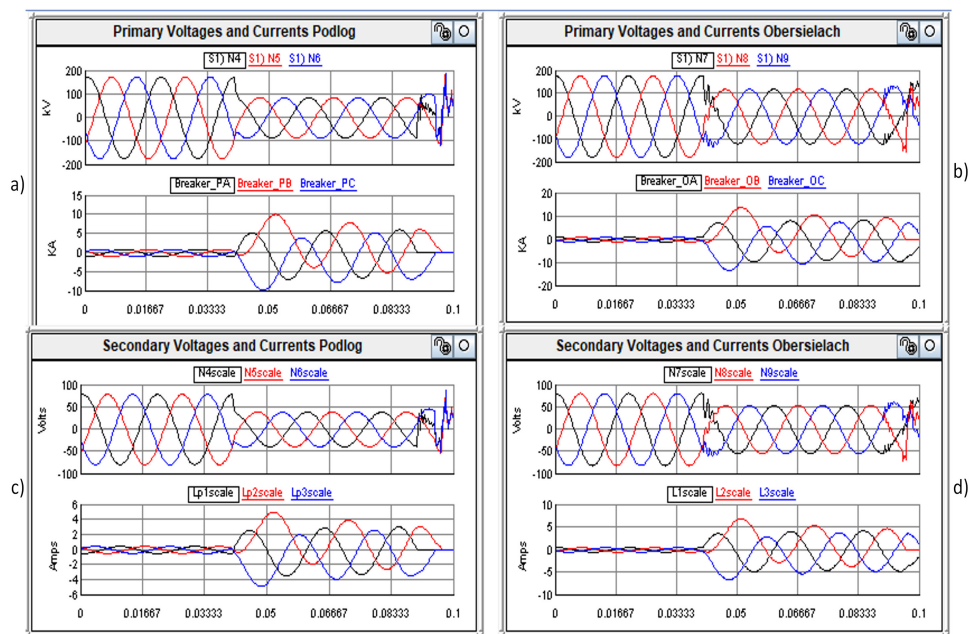 Primary Voltages and Currents Podlog
S1) N4 S1) N5 S1) N6
kV
200
100
0
-100
-200
a)
Breaker_PA Breaker_PB Breaker_PC
KA
15
10
5
0
-5
-10
0 0.01667 0.03333 0.05 0.06667 0.08333 0.1
Primary Voltages and Currents Obersielach
S1) N7 S1) N8 S1) N9
kV
200
100
0
-100
-200
b)
Breaker_OA Breaker_OB Breaker_OC
KA
20
10
0
-10
-20
0 0.01667 0.03333 0.05 0.06667 0.08333 0.1
Secondary Voltages and Currents Podlog
N4scale N5scale N6scale
Volts
100
50
0
-50
-100
c)
Lp1scale Lp2scale Lp3scale
Amps
6
4
2
0
-2
-4
-6
0 0.01667 0.03333 0.05 0.06667 0.08333 0.1
Secondary Voltages and Currents Obersielach
N7scale N8scale N9scale
Volts
100
50
0
-50
-100
d)
L1scale L2scale L3scale
Amps
10
5
0
-5
-10
0 0.01667 0.03333 0.05 0.06667 0.08333 0.1